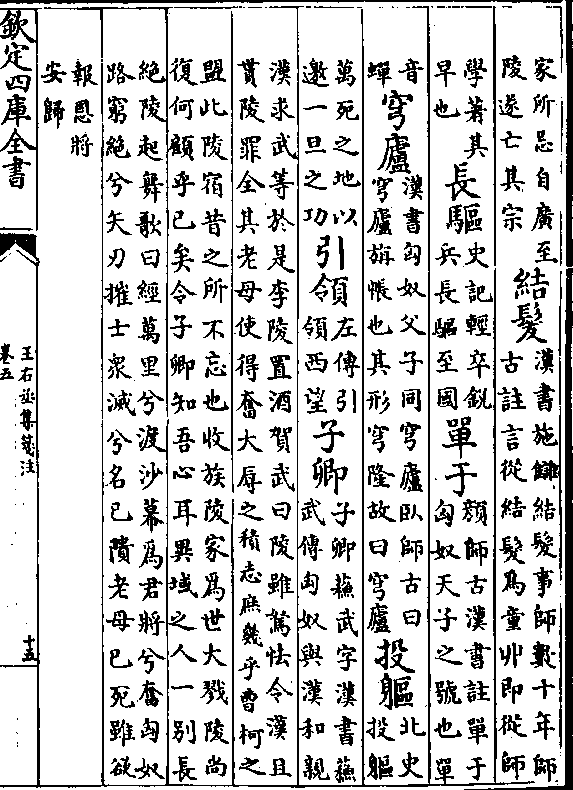 家所忌自廣至
陵遂亡其宗
結髮
漢書施讎結髮事師數十年師
古註言從結髮爲童丱即從師
學著其
早也
長驅
史記輕卒銳
兵長驅至國
單于
顔師古漢書註單于
匈奴天子之號也單
音
蟬
穹廬
漢書匈奴父子同穹廬臥師古曰
穹廬旃帳也其形穹隆故曰穹廬
投軀
北史
投軀
萬死之地以
邀一旦之功
引領
左傳引
領西望
子卿
子卿蘓武字漢書蘓
武傳匈奴與漢和親
漢求武等於是李陵置酒賀武曰陵雖駑怯令漢且
貰陵罪全其老母使得奮大辱之積志庶幾乎曹柯之
盟此陵宿昔之所不忘也收族陵家爲世大戮陵尚
復何顧乎已矣令子卿知吾心耳異域之人一別長
絶陵起舞歌曰經萬里兮渡沙幕爲君將兮奮匈奴
路窮絶兮矢刃摧士衆滅兮名已隤老母已死雖欲
報恩將
安歸
欽定四庫全書
王右丞集箋注
卷五
十五